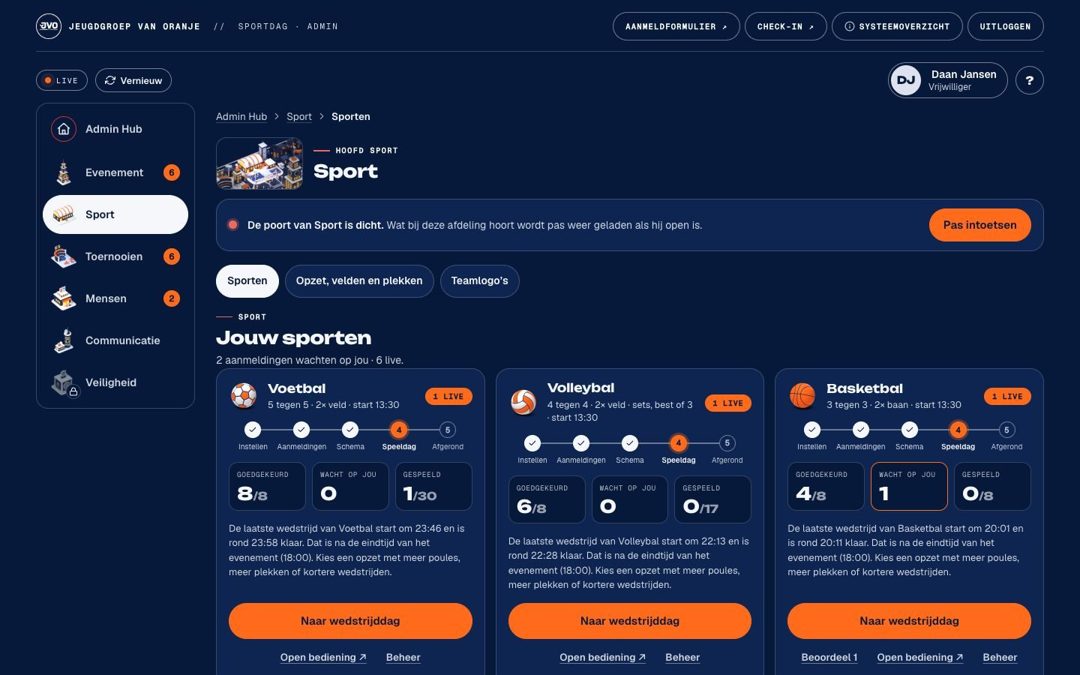 JVO JEUGDGROEP VAN ORANJE // SPORTDAG · ADMIN
AANMELDFORMULIER ↗ CHECK-IN ↗ SYSTEEMOVERZICHT UITLOGGEN
LIVE Vernieuw
DJ Daan Jansen
Vrijwilliger
?
Admin Hub
Evenement 6
Sport
Toernooien 6
Mensen 2
Communicatie
Veiligheid
Admin Hub > Sport > Sporten
HOOFD SPORT
Sport
De poort van Sport is dicht. Wat bij deze afdeling hoort wordt pas weer geladen als hij open is.
Pas intoetsen
Sporten Opzet, velden en plekken Teamlogo's
SPORT
Jouw sporten
2 aanmeldingen wachten op jou · 6 live.
Voetbal
5 tegen 5 · 2× veld · start 13:30
1 LIVE
4 5
Instellen Aanmeldingen Schema Speeldag Afgerond
GOEDGEKEURD WACHT OP JOU GESPEELD
8/8 0 1/30
De laatste wedstrijd van Voetbal start om 23:46 en is
rond 23:58 klaar. Dat is na de eindtijd van het
evenement (18:00). Kies een opzet met meer poules,
meer plekken of kortere wedstrijden.
Naar wedstrijddag
Open bediening ↗ Beheer
Volleybal
4 tegen 4 · 2× veld · sets, best of 3
· start 13:30
1 LIVE
4 5
Instellen Aanmeldingen Schema Speeldag Afgerond
GOEDGEKEURD WACHT OP JOU GESPEELD
6/8 0 0/17
De laatste wedstrijd van Volleybal start om 22:13 en is
rond 22:28 klaar. Dat is na de eindtijd van het
evenement (18:00). Kies een opzet met meer poules,
meer plekken of kortere wedstrijden.
Naar wedstrijddag
Open bediening ↗ Beheer
Basketbal
3 tegen 3 · 2× baan · start 13:30
1 LIVE
4 5
Instellen Aanmeldingen Schema Speeldag Afgerond
GOEDGEKEURD WACHT OP JOU GESPEELD
4/8 1 0/8
De laatste wedstrijd van Basketbal start om 20:01 en is
rond 20:11 klaar. Dat is na de eindtijd van het
evenement (18:00). Kies een opzet met meer poules,
meer plekken of kortere wedstrijden.
Naar wedstrijddag
Beoordeel 1 Open bediening ↗ Beheer